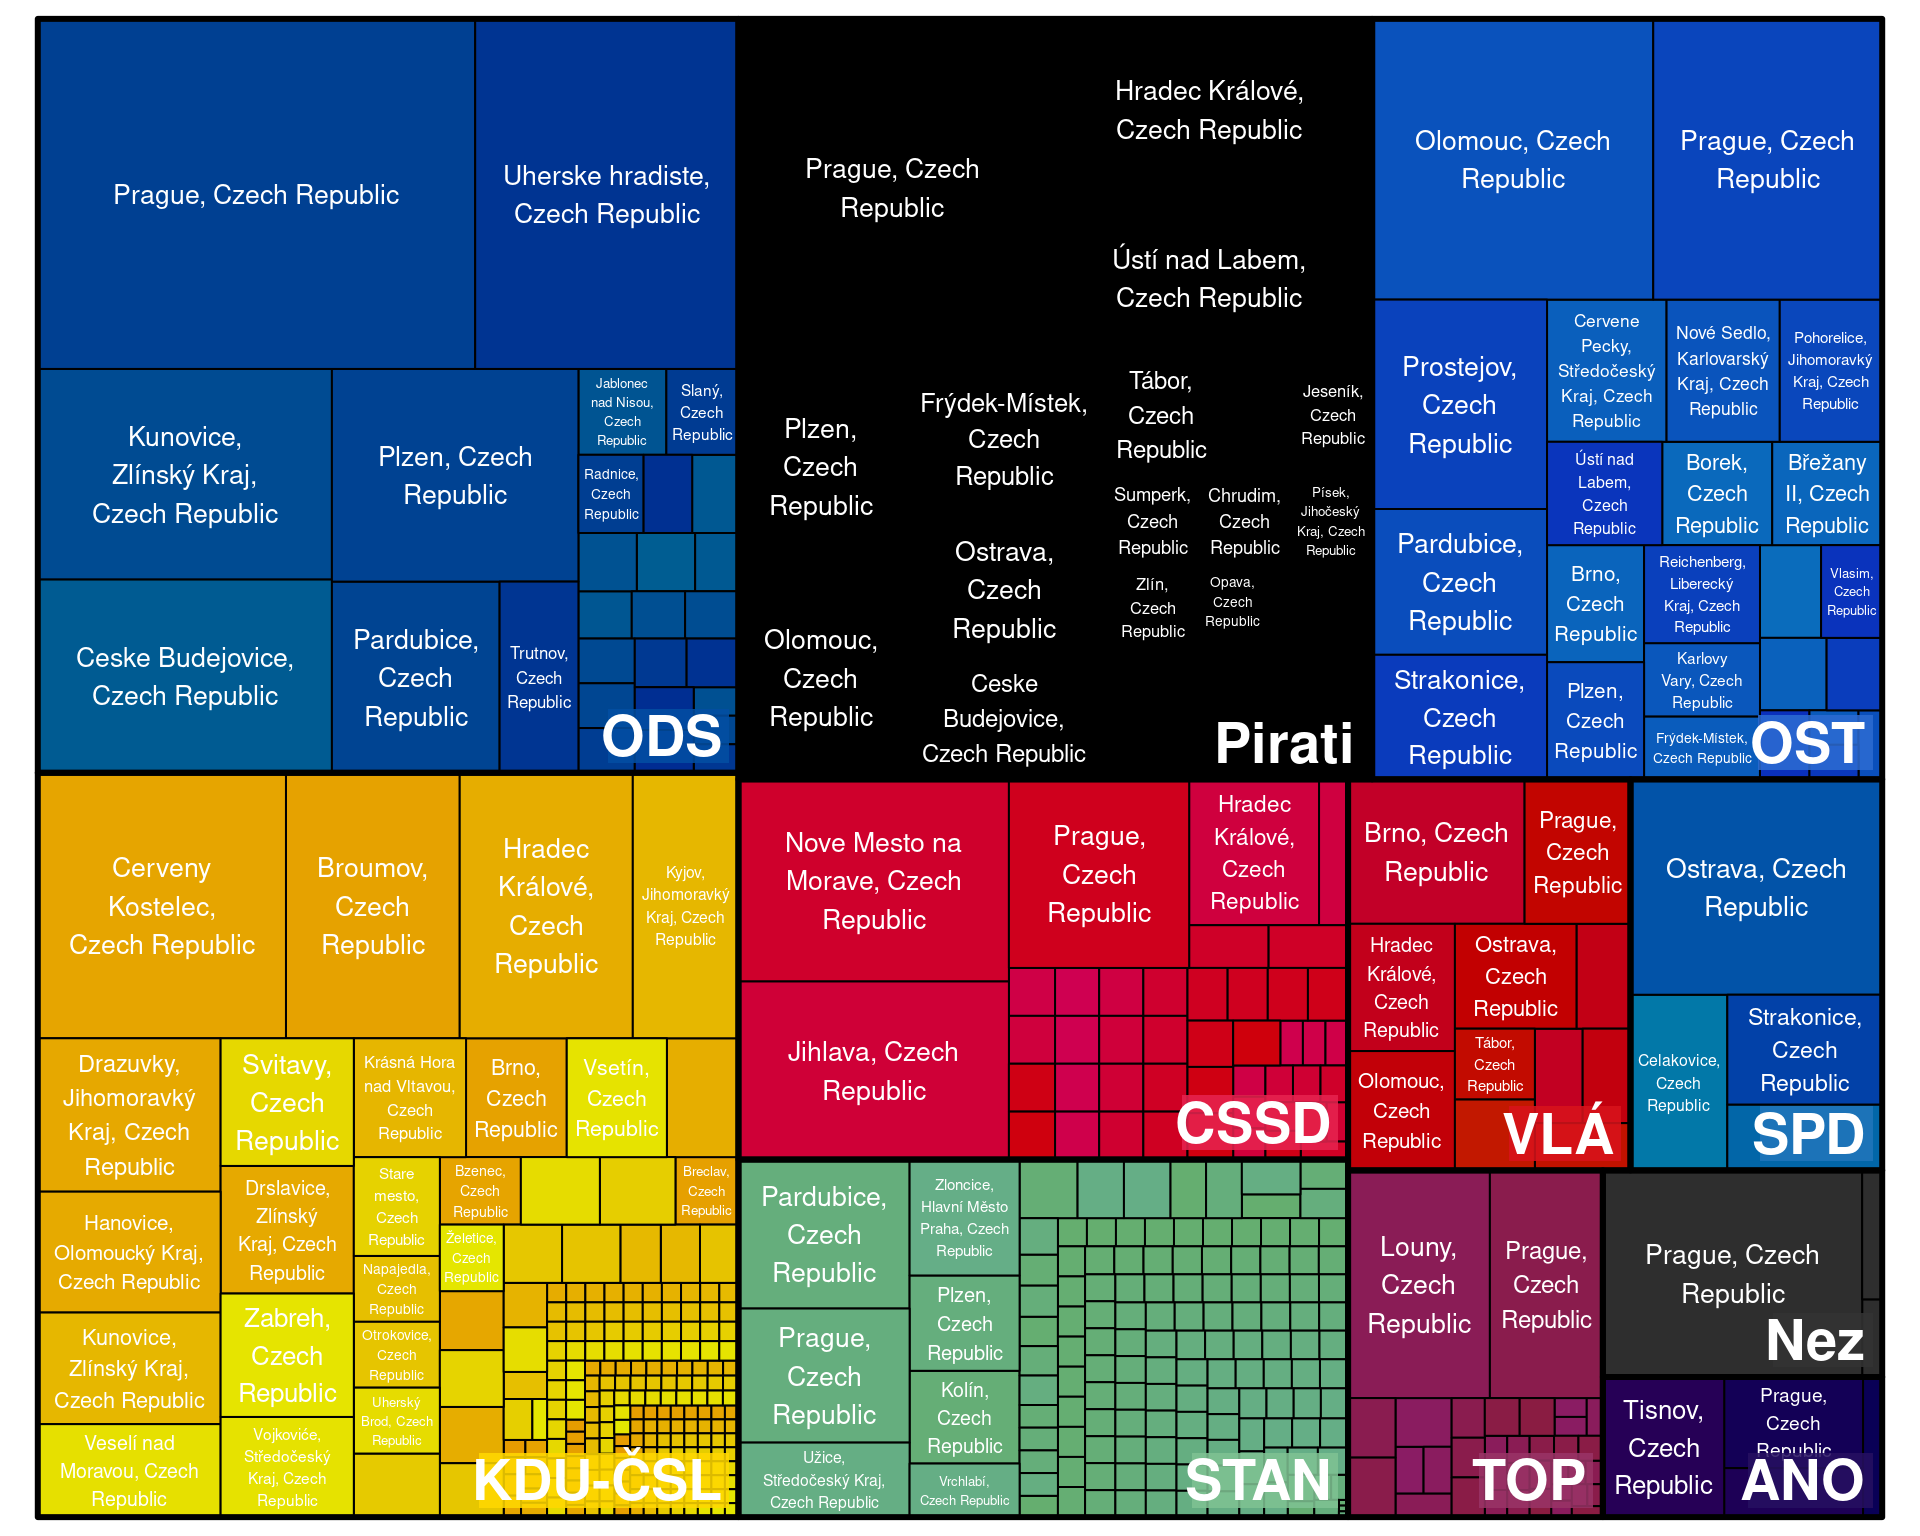 Prague, Czech Republic
Uherske hradiste,
Czech Republic
Kunovice,
Zlínský Kraj,
Czech Republic
Plzen, Czech
Republic
Jablonec
nad Nisou,
Czech
Republic
Slaný,
Czech
Republic
Radnice,
Czech
Republic
Ceske Budejovice,
Czech Republic
Pardubice,
Czech
Republic
Trutnov,
Czech
Republic
ODS
Prague, Czech
Republic
Hradec Králové,
Czech Republic
Ústí nad Labem,
Czech Republic
Plzen,
Czech
Republic
Frýdek-Místek,
Czech
Republic
Tábor,
Czech
Republic
Jeseník,
Czech
Republic
Sumperk,
Czech
Republic
Chrudim,
Czech
Republic
Písek,
Jihočeský
Kraj, Czech
Republic
Ostrava,
Czech
Republic
Zlín,
Czech
Republic
Opava,
Czech
Republic
Olomouc,
Czech
Republic
Ceske
Budejovice,
Czech Republic
Pirati
Olomouc, Czech
Republic
Prague, Czech
Republic
Prostejov,
Czech
Republic
Cervene
Pecky,
Středočeský
Kraj, Czech
Republic
Nové Sedlo,
Karlovarský
Kraj, Czech
Republic
Pohorelice,
Jihomoravký
Kraj, Czech
Republic
Ústí nad
Labem,
Czech
Republic
Borek,
Czech
Republic
Břežany
II, Czech
Republic
Pardubice,
Czech
Republic
Brno,
Czech
Republic
Reichenberg,
Liberecký
Kraj, Czech
Republic
Vlasim,
Czech
Republic
Strakonice,
Czech
Republic
Plzen,
Czech
Republic
Karlovy
Vary, Czech
Republic
Frýdek-Místek,
Czech Republic
OST
Cerveny
Kostelec,
Czech Republic
Broumov,
Czech
Republic
Hradec
Králové,
Czech
Republic
Kyjov,
Jihomoravký
Kraj, Czech
Republic
Drazuvky,
Jihomoravký
Kraj, Czech
Republic
Svitavy,
Czech
Republic
Krásná Hora
nad Vltavou,
Czech
Republic
Brno,
Czech
Republic
Vsetín,
Czech
Republic
Hanovice,
Olomoucký Kraj,
Czech Republic
Drslavice,
Zlínský
Kraj, Czech
Republic
Stare
mesto,
Czech
Republic
Bzenec,
Czech
Republic
Breclav,
Czech
Republic
Želetice,
Czech
Republic
Napajedla,
Czech
Republic
Kunovice,
Zlínský Kraj,
Czech Republic
Zabreh,
Czech
Republic
Otrokovice,
Czech
Republic
Uherský
Brod, Czech
Republic
Veselí nad
Moravou, Czech
Republic
Vojkoviće,
Středočeský
Kraj, Czech
Republic
KDU-ČSL
Nove Mesto na
Morave, Czech
Republic
Prague,
Czech
Republic
Hradec
Králové,
Czech
Republic
Jihlava, Czech
Republic
CSSD
Brno, Czech
Republic
Prague,
Czech
Republic
Hradec
Králové,
Czech
Republic
Ostrava,
Czech
Republic
Olomouc,
Czech
Republic
Tábor,
Czech
Republic
VLÁ
Ostrava, Czech
Republic
Celakovice,
Czech
Republic
Strakonice,
Czech
Republic
SPD
Pardubice,
Czech
Republic
Zloncice,
Hlavní Město
Praha, Czech
Republic
Prague,
Czech
Republic
Plzen,
Czech
Republic
Kolín,
Czech
Republic
Užice,
Středočeský Kraj,
Czech Republic
Vrchlabí,
Czech Republic
STAN
Louny,
Czech
Republic
Prague,
Czech
Republic
TOP
Prague, Czech
Republic
Nez
Tisnov,
Czech
Republic
Prague,
Czech
Republic
ANO